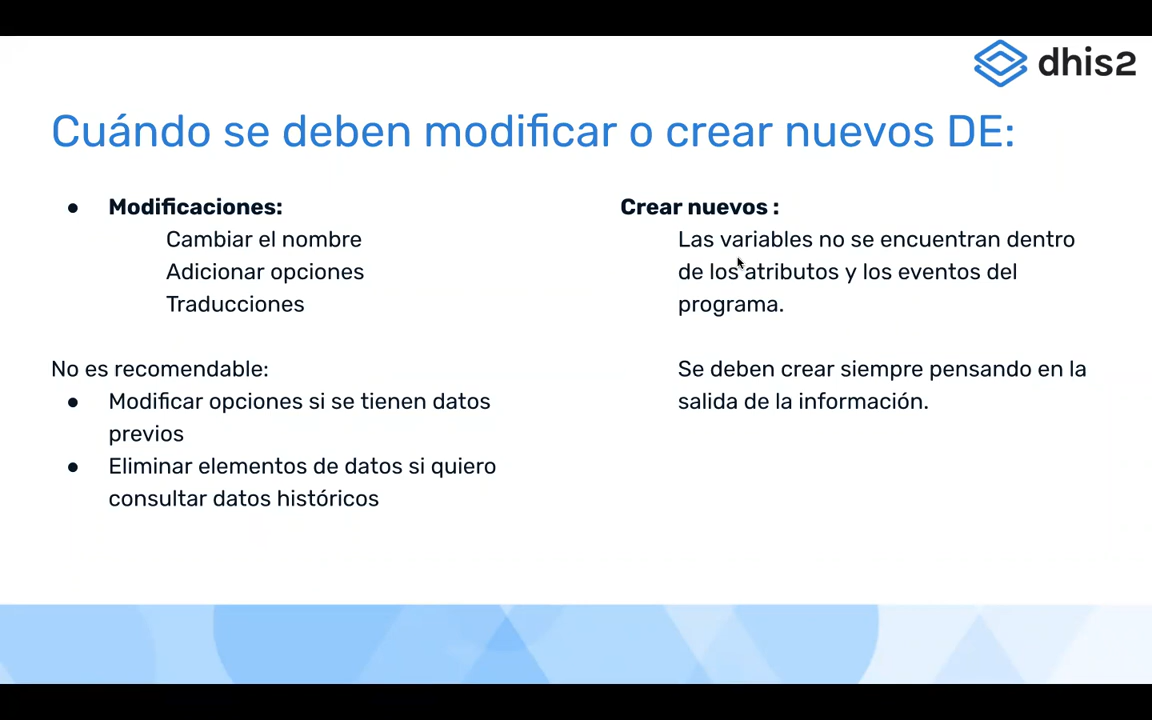 dhis2
Cuándo se deben modificar o crear nuevos DE:
● Modificaciones:
Cambiar el nombre
Adicionar opciones
Traducciones
No es recomendable:
● Modificar opciones si se tienen datos
previos
● Eliminar elementos de datos si quiero
consultar datos históricos
Crear nuevos :
Las variables no se encuentran dentro
de los atributos y los eventos del
programa.
Se deben crear siempre pensando en la
salida de la información.